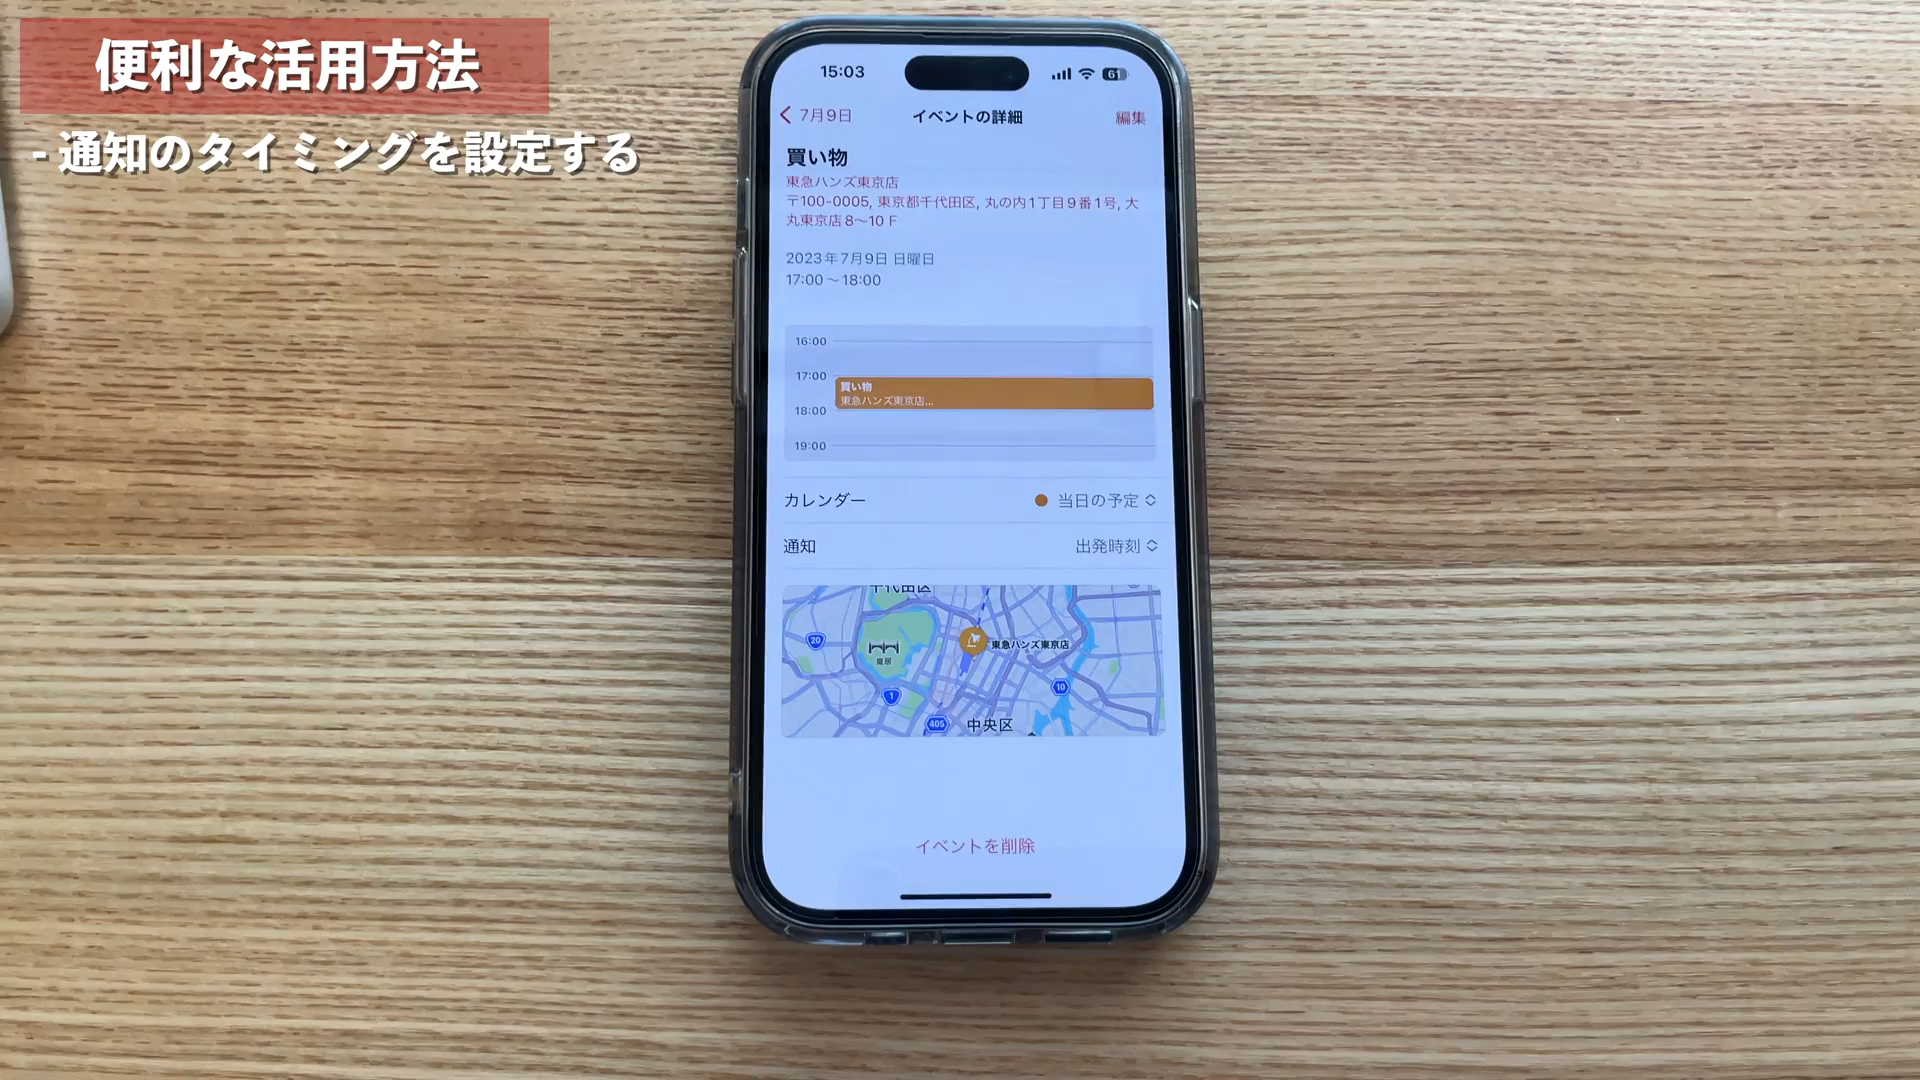 便利な活用方法
- 通知のタイミングを設定する
15:03
61
7月9日
イベントの詳細
編集
買い物
東急ハンズ東京店
〒100-0005, 東京都千代田区, 丸の内1丁目9番1号, 大
丸東京店8〜10Ｆ
2023年7月9日 日曜日
17:00〜18:00
16:00
17:00
買い物
東急ハンズ東京店...
18:00
19:00
カレンダー
当日の予定
通知
出発時刻
千代田区
20
東急ハンズ東京店
皇居
1
10
405
中央区
イベントを削除